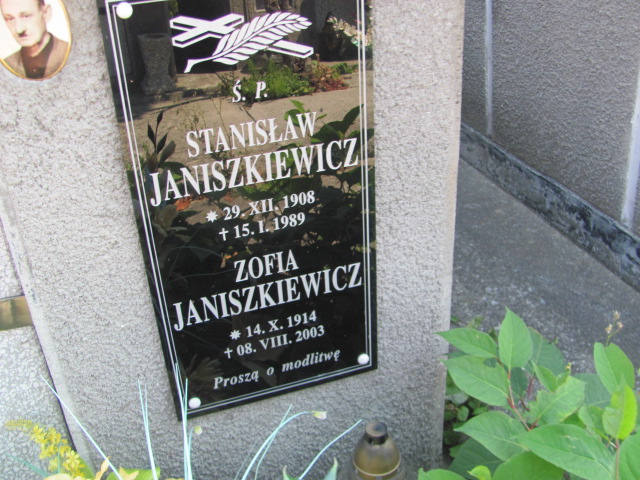 Ś. P.
STANISŁAW
JANISZKIEWICZ
* 29. XII. 1908
† 15. I. 1989
ZOFIA
JANISZKIEWICZ
* 14. X. 1914
† 08. VIII. 2003
Proszą o modlitwę